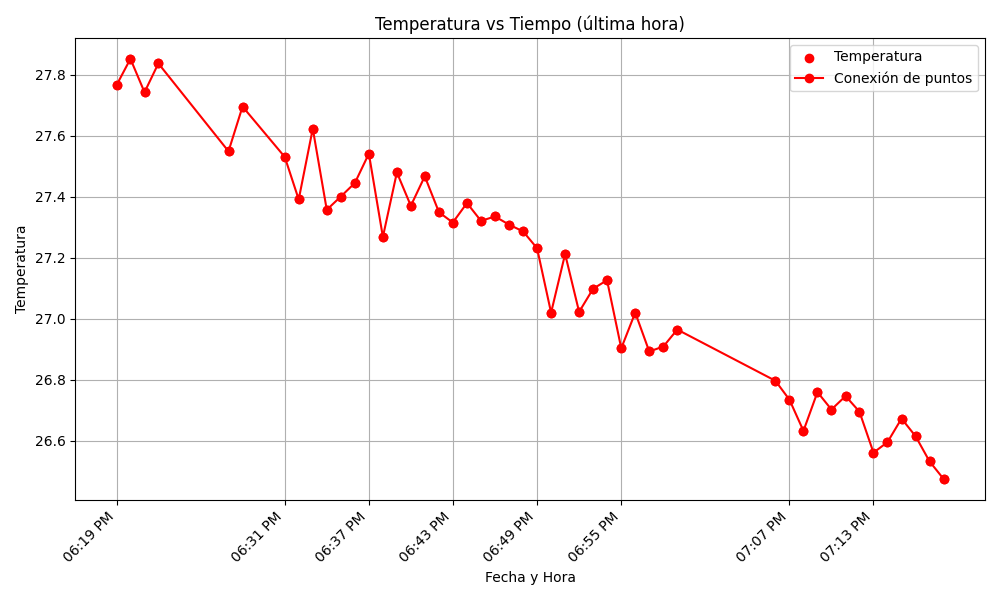 Temperatura vs Tiempo (última hora)
Temperatura
Conexión de puntos
Temperatura
27.8
27.6
27.4
27.2
27.0
26.8
26.6
06:19 PM
06:31 PM
06:37 PM
06:43 PM
06:49 PM
06:55 PM
07:07 PM
07:13 PM
Fecha y Hora